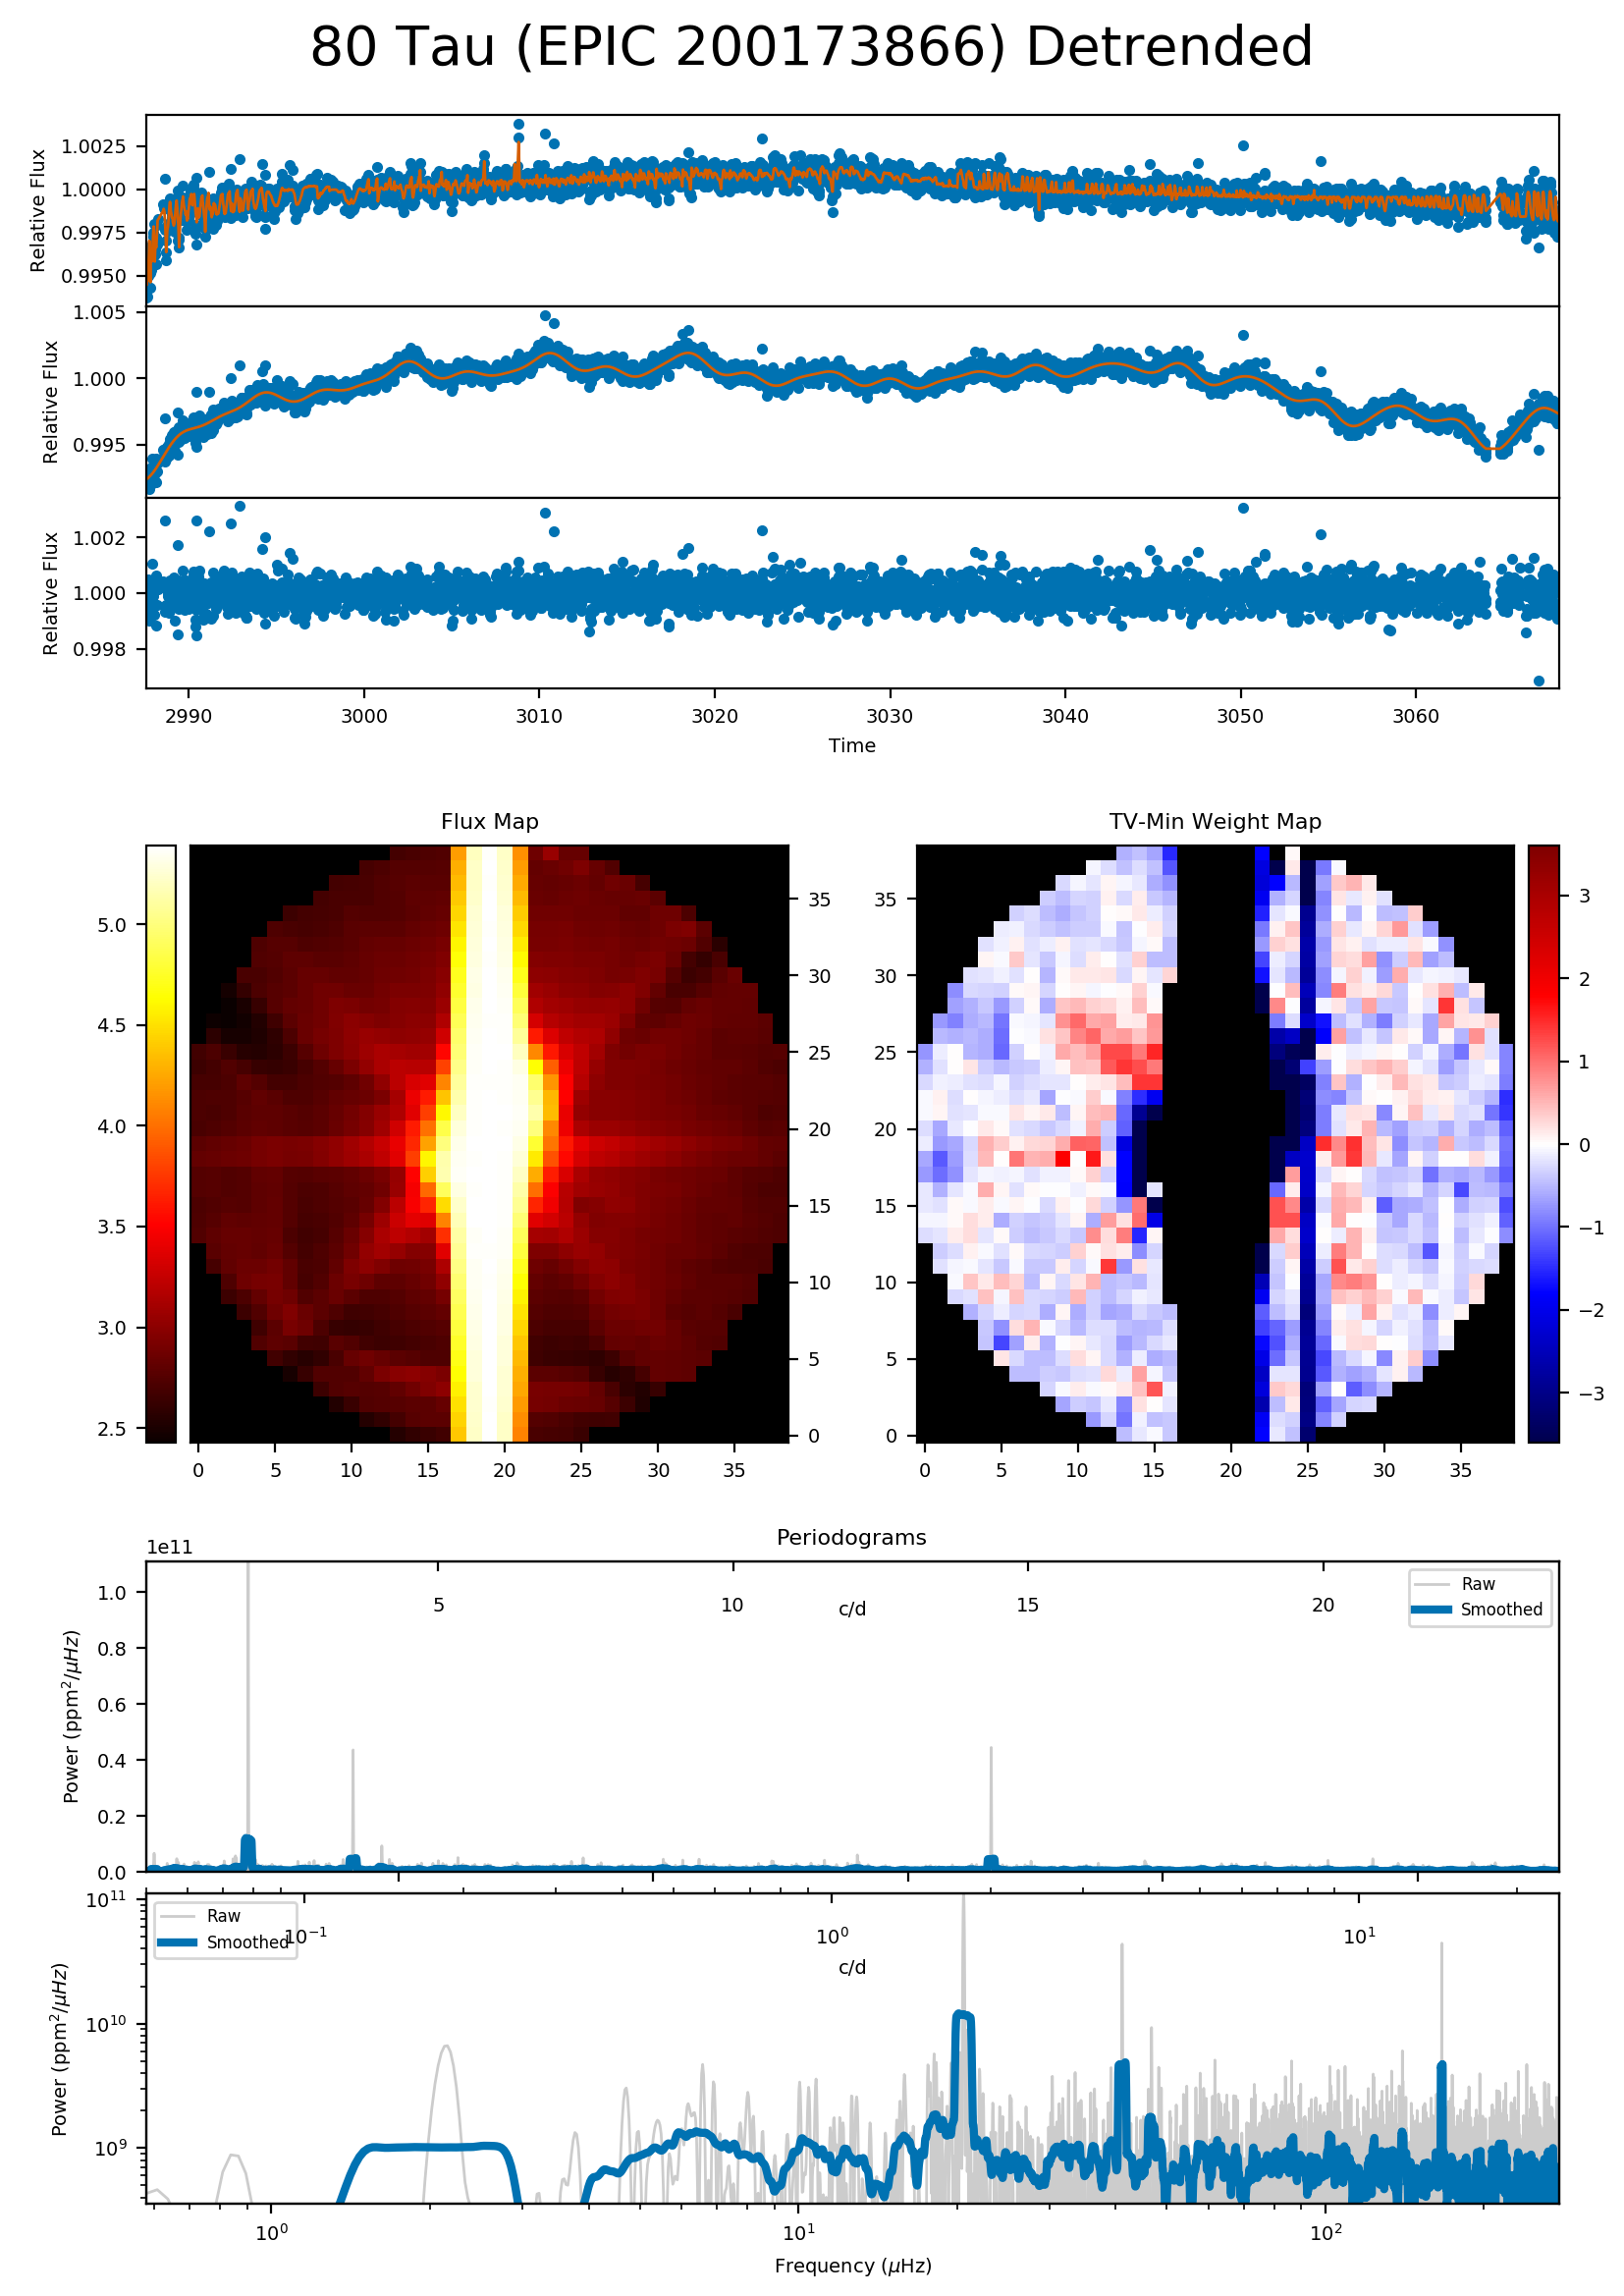 80 Tau (EPIC 200173866) Detrended
1.0025
1.0000
0.9975
0.9950
Relative Flux
1.005
1.000
0.995
Relative Flux
1.002
1.000
0.998
Relative Flux
2990 3000 3010 3020 3030 3040 3050 3060
Time
Flux Map
5.0
4.5
4.0
3.5
3.0
2.5
35
30
25
20
15
10
5
0
0 5 10 15 20 25 30 35
TV-Min Weight Map
35
30
25
20
15
10
5
0
0 5 10 15 20 25 30 35
3
2
1
0
−1
−2
−3
Periodograms
1e11
1.0
0.8
0.6
0.4
0.2
0.0
Power (ppm²/μHz)
5 10 15 20
c/d
Raw
Smoothed
10¹¹
10¹⁰
10⁹
Power (ppm²/μHz)
Raw
Smoothed
10⁻¹ 10⁰ 10¹
c/d
10⁰ 10¹ 10²
Frequency (μHz)